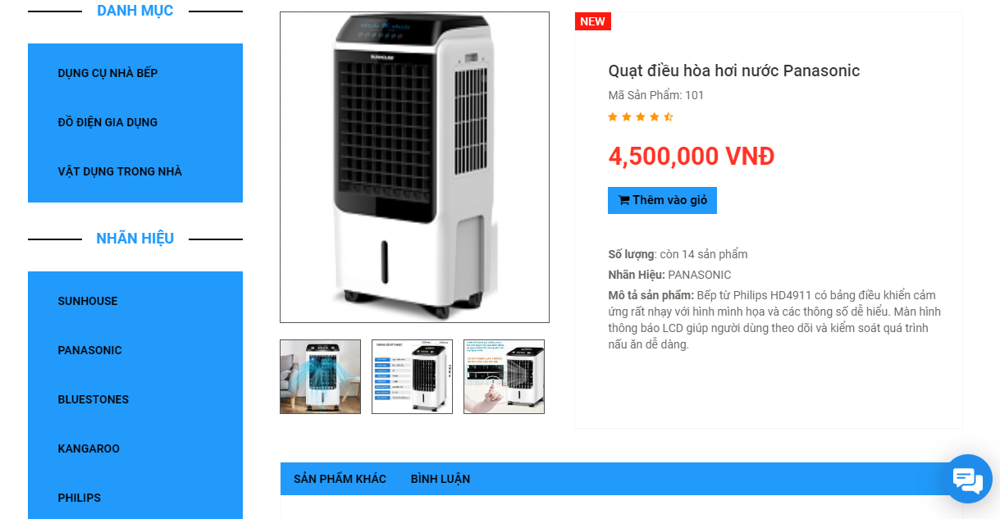 DANH MỤC
DỤNG CỤ NHÀ BẾP
ĐỒ ĐIỆN GIA DỤNG
VẬT DỤNG TRONG NHÀ
NHÃN HIỆU
SUNHOUSE
PANASONIC
BLUESTONES
KANGAROO
PHILIPS
SUNHOUSE
NEW
Quạt điều hòa hơi nước Panasonic
Mã Sản Phẩm: 101
4,500,000 VNĐ
Thêm vào giỏ
Số lượng: còn 14 sản phẩm
Nhãn Hiệu: PANASONIC
Mô tả sản phẩm: Bếp từ Philips HD4911 có bảng điều khiển cảm
ứng rất nhạy với hình mình họa và các thông số dễ hiểu. Màn hình
thông báo LCD giúp người dùng theo dõi và kiểm soát quá trình
nấu ăn dễ dàng.
SẢN PHẨM KHÁC
BÌNH LUẬN